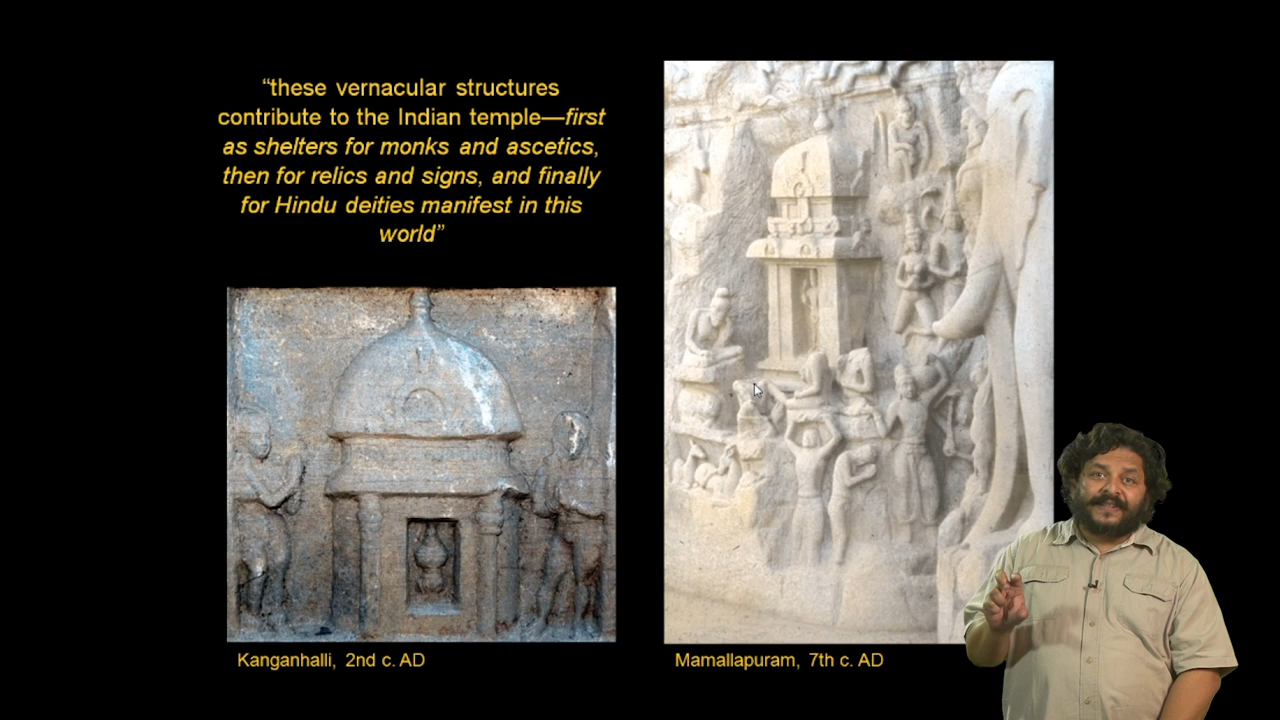 “these vernacular structures
contribute to the Indian temple—first
as shelters for monks and ascetics,
then for relics and signs, and finally
for Hindu deities manifest in this
world”
Kanganhalli, 2nd c. AD
Mamallapuram, 7th c. AD